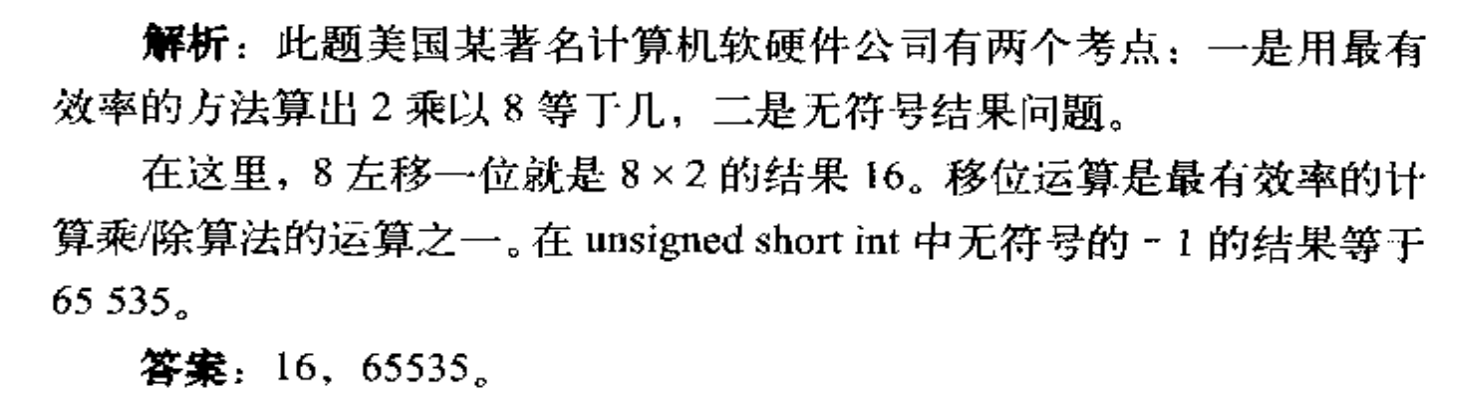 解析：此题美国某著名计算机软硬件公司有两个考点：一是用最有
效率的方法算出 2 乘以 8 等于几，二是无符号结果问题。
在这里，8 左移一位就是 8 × 2 的结果 16。移位运算是最有效率的计
算乘/除算法的运算之一。在 unsigned short int 中无符号的 - 1 的结果等于
65 535。
答案：16，65535。